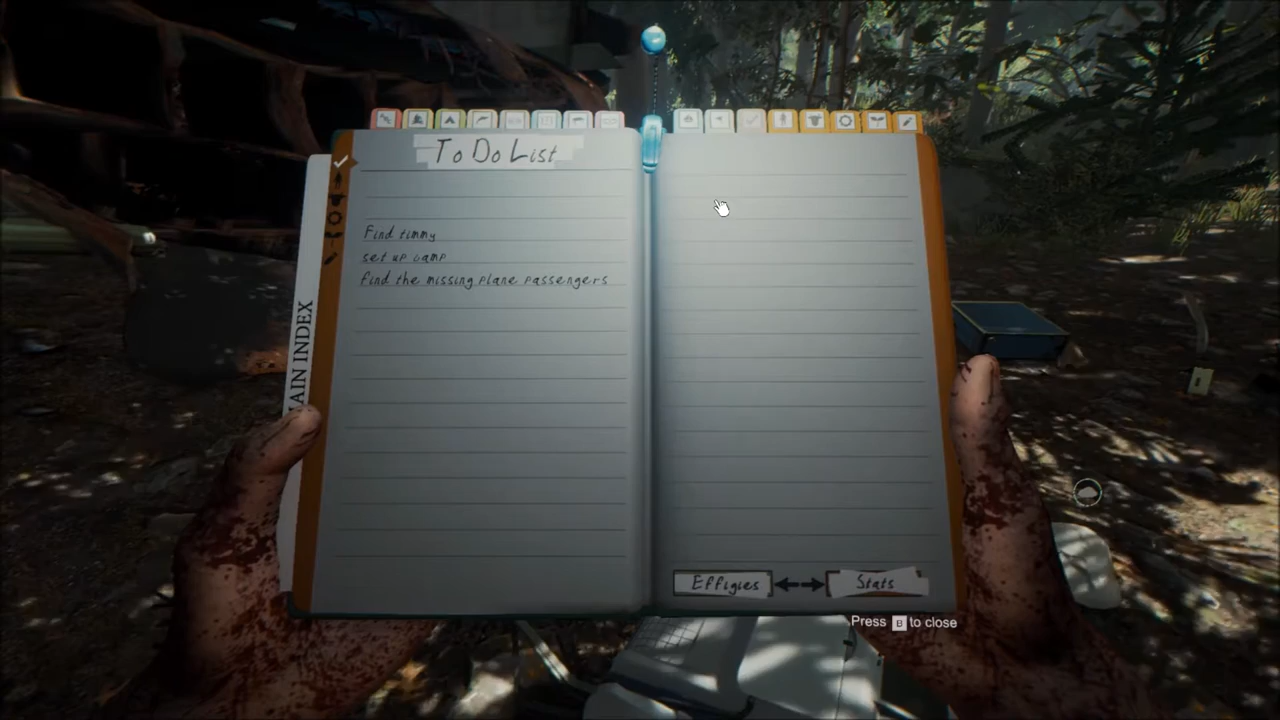 To Do List
Find timmy
set up camp
find the missing plane passengers
MAIN INDEX
Effigies
Stats
Press B to close